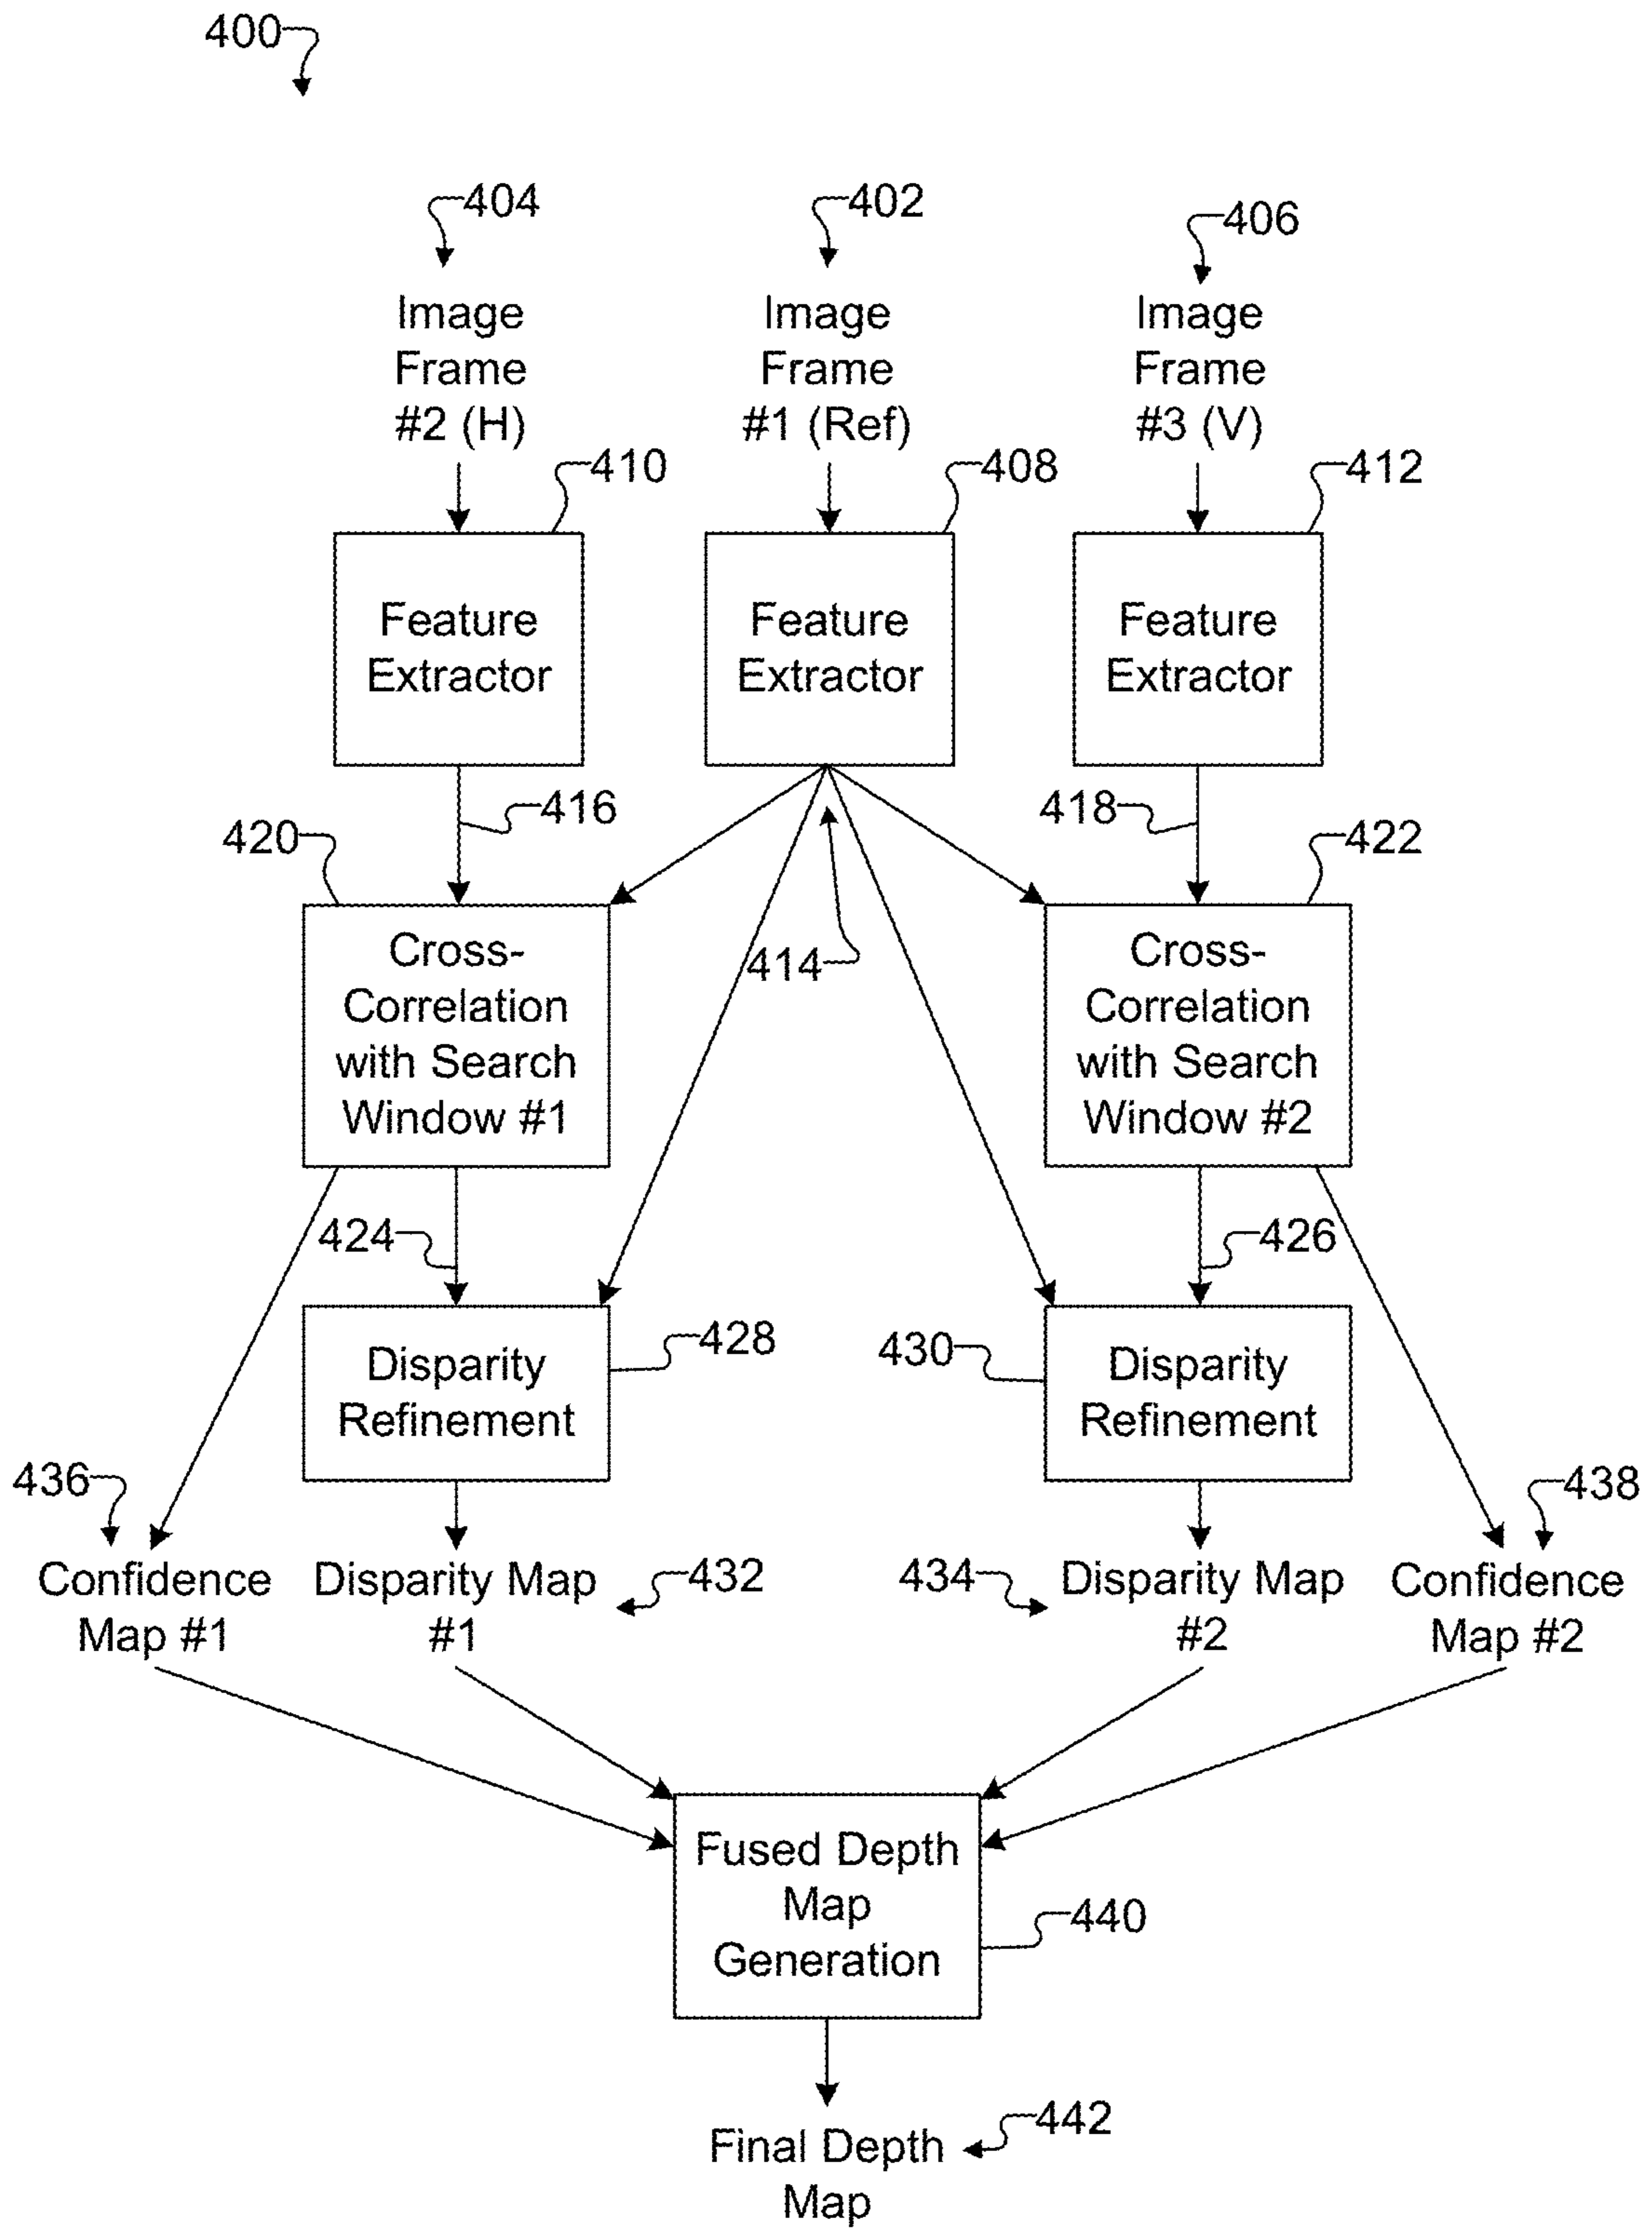 400
404
402
406
Image
Frame
#2 (H)
Image
Frame
#1 (Ref)
Image
Frame
#3 (V)
410
408
412
Feature
Extractor
Feature
Extractor
Feature
Extractor
416
418
420
422
414
Cross-
Correlation
with Search
Window #1
Cross-
Correlation
with Search
Window #2
424
426
Disparity
Refinement
428
430
Disparity
Refinement
436
438
Confidence
Map #1
Disparity Map
#1
432
434
Disparity Map
#2
Confidence
Map #2
Fused Depth
Map
Generation
440
Final Depth
Map
442